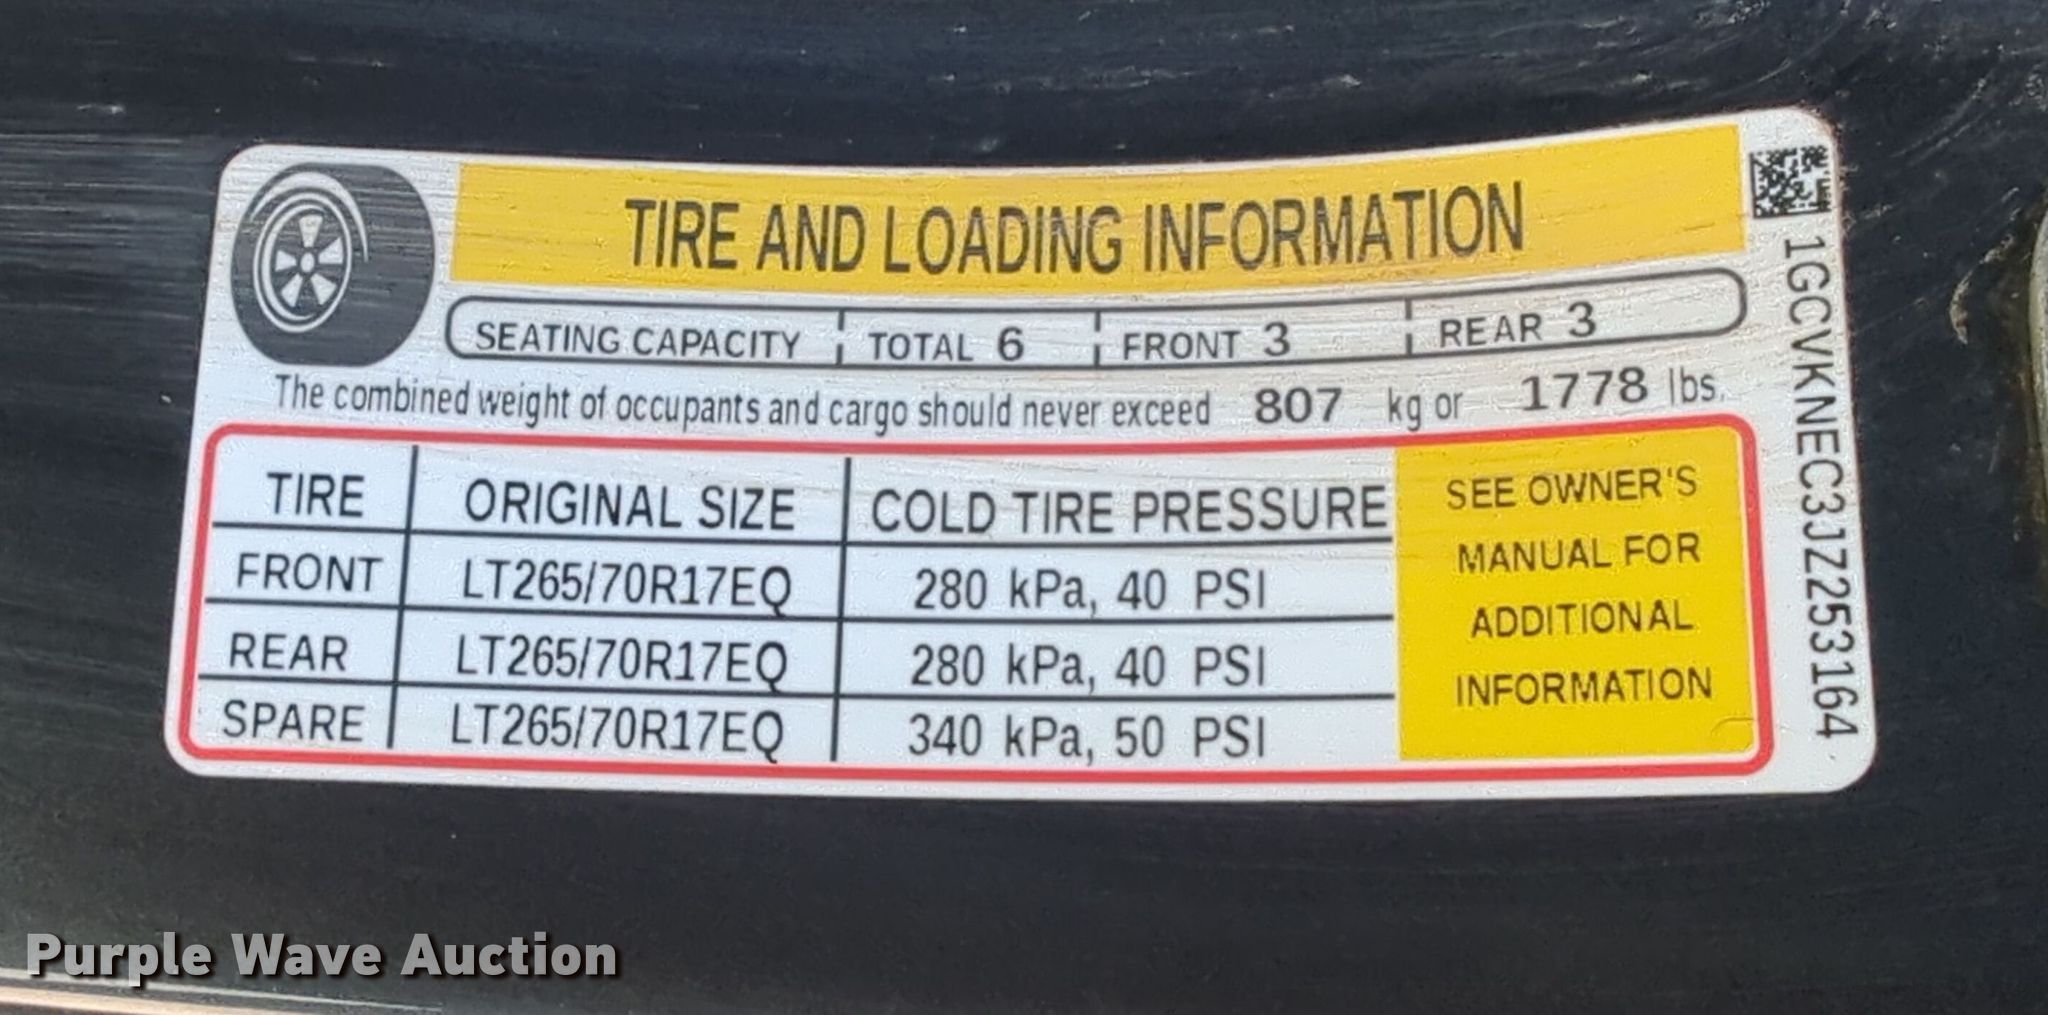 TIRE AND LOADING INFORMATION
SEATING CAPACITY TOTAL 6 FRONT 3 REAR 3
The combined weight of occupants and cargo should never exceed 807 kg or 1778 lbs.
TIRE ORIGINAL SIZE COLD TIRE PRESSURE
FRONT LT265/70R17EQ 280 kPa, 40 PSI
REAR LT265/70R17EQ 280 kPa, 40 PSI
SPARE LT265/70R17EQ 340 kPa, 50 PSI
SEE OWNER'S
MANUAL FOR
ADDITIONAL
INFORMATION
1GCVKNEC3JZ253164
Purple Wave Auction